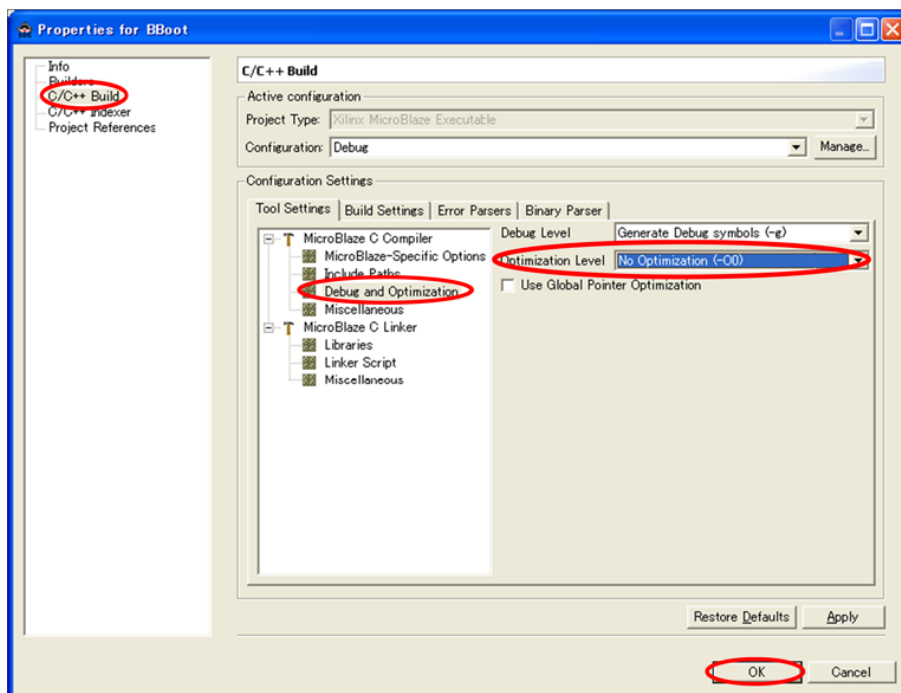 Properties for BBoot
Info
Builders
C/C++ Build
C/C++ Indexer
Project References
C/C++ Build
Active configuration
Project Type: Xilinx MicroBlaze Executable
Configuration: Debug Manage...
Configuration Settings
Tool Settings Build Settings Error Parsers Binary Parser
MicroBlaze C Compiler
MicroBlaze-Specific Options
Include Paths
Debug and Optimization
Miscellaneous
MicroBlaze C Linker
Libraries
Linker Script
Miscellaneous
Debug Level Generate Debug symbols (-g)
Optimization Level No Optimization (-O0)
Use Global Pointer Optimization
Restore Defaults Apply
OK Cancel